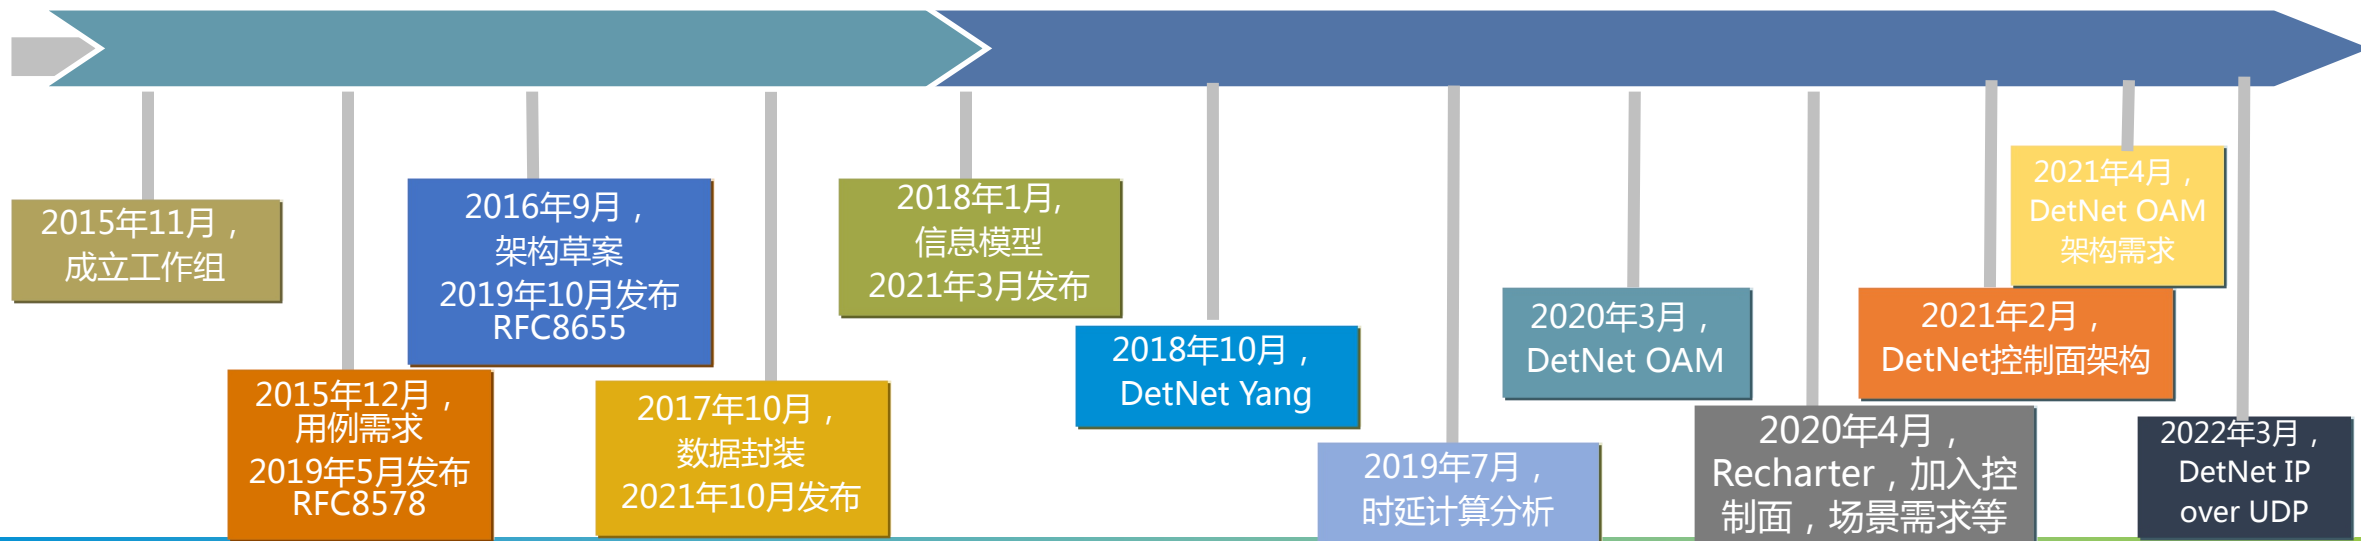 2015年11月，
成立工作组
2015年12月，
用例需求
2019年5月发布
RFC8578
2016年9月，
架构草案
2019年10月发布
RFC8655
2017年10月，
数据封装
2021年10月发布
2018年1月,
信息模型
2021年3月发布
2018年10月，
DetNet Yang
2019年7月，
时延计算分析
2020年3月，
DetNet OAM
2020年4月，
Recharter，加入控
制面，场景需求等
2021年2月，
DetNet控制面架构
2021年4月，
DetNet OAM
架构需求
2022年3月，
DetNet IP
over UDP